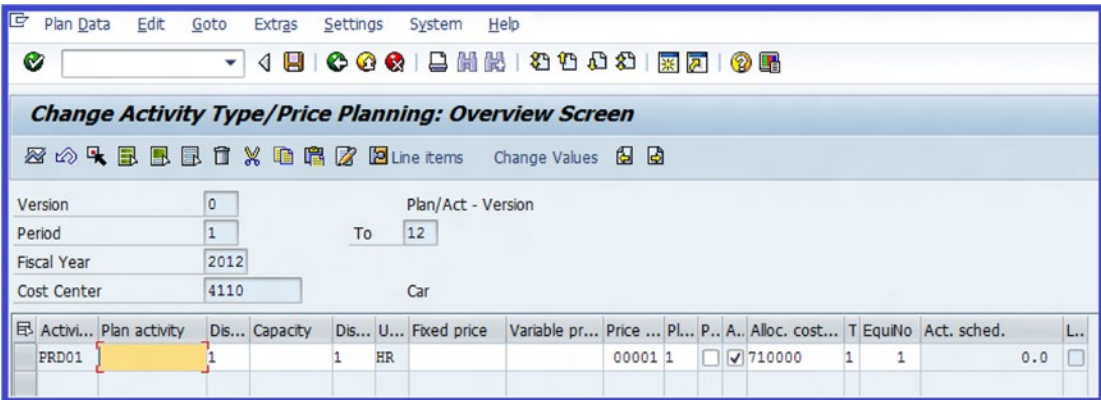 Plan Data Edit Goto Extras Settings System Help
Change Activity Type/Price Planning: Overview Screen
Line items Change Values
Version 0 Plan/Act - Version
Period 1 To 12
Fiscal Year 2012
Cost Center 4110 Car
Activi... Plan activity Dis... Capacity Dis... U... Fixed price Variable pr... Price ... Pl... P.. A.. Alloc. cost... T EquiNo Act. sched. L..
PRD01 1 1 HR 00001 1 710000 1 1 0.0